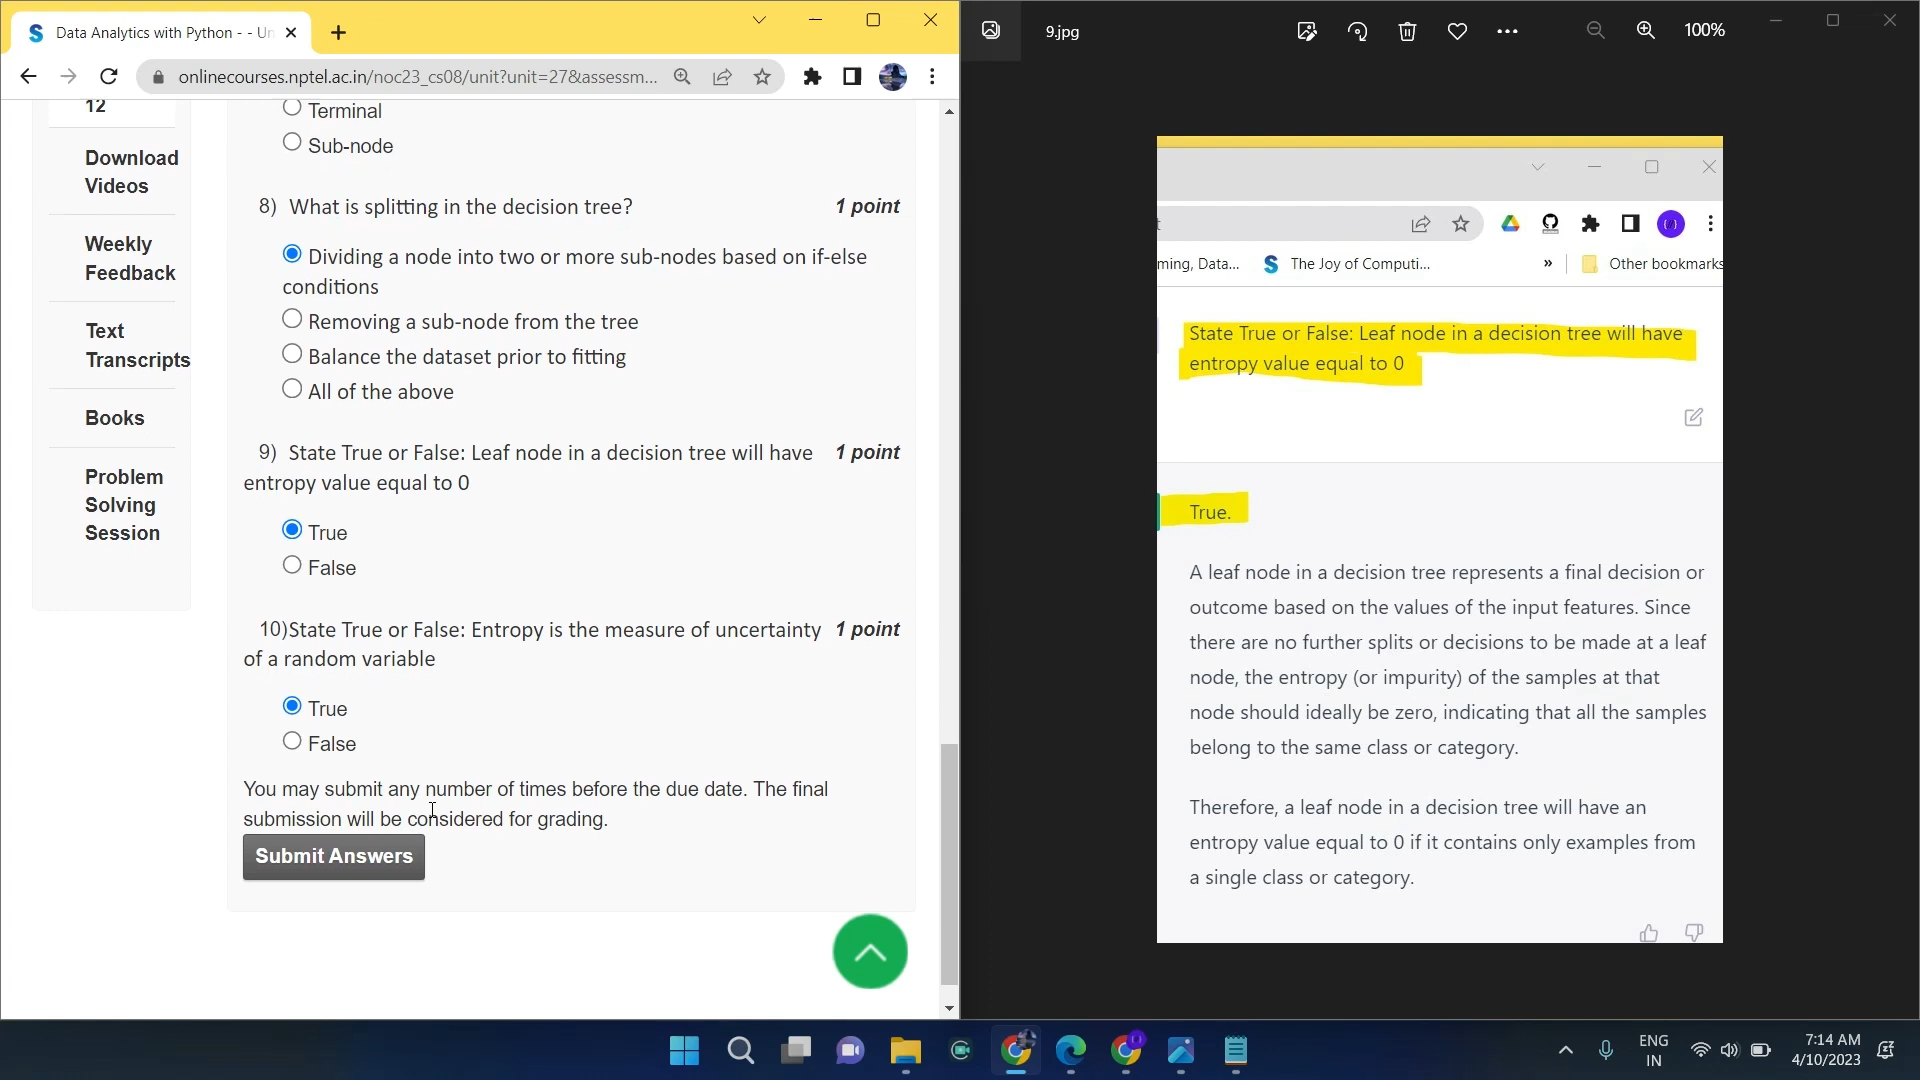 Data Analytics with Python - - Un
onlinecourses.nptel.ac.in/noc23_cs08/unit?unit=27&assessm...
12
Download
Videos
Weekly
Feedback
Text
Transcripts
Books
Problem
Solving
Session
Terminal
Sub-node
8) What is splitting in the decision tree? 1 point
Dividing a node into two or more sub-nodes based on if-else
conditions
Removing a sub-node from the tree
Balance the dataset prior to fitting
All of the above
9) State True or False: Leaf node in a decision tree will have 1 point
entropy value equal to 0
True
False
10)State True or False: Entropy is the measure of uncertainty 1 point
of a random variable
True
False
You may submit any number of times before the due date. The final
submission will be considered for grading.
Submit Answers
9.jpg
100%
ming, Data...
The Joy of Computi...
»
Other bookmarks
State True or False: Leaf node in a decision tree will have
entropy value equal to 0
True.
A leaf node in a decision tree represents a final decision or
outcome based on the values of the input features. Since
there are no further splits or decisions to be made at a leaf
node, the entropy (or impurity) of the samples at that
node should ideally be zero, indicating that all the samples
belong to the same class or category.
Therefore, a leaf node in a decision tree will have an
entropy value equal to 0 if it contains only examples from
a single class or category.
ENG
IN
7:14 AM
4/10/2023